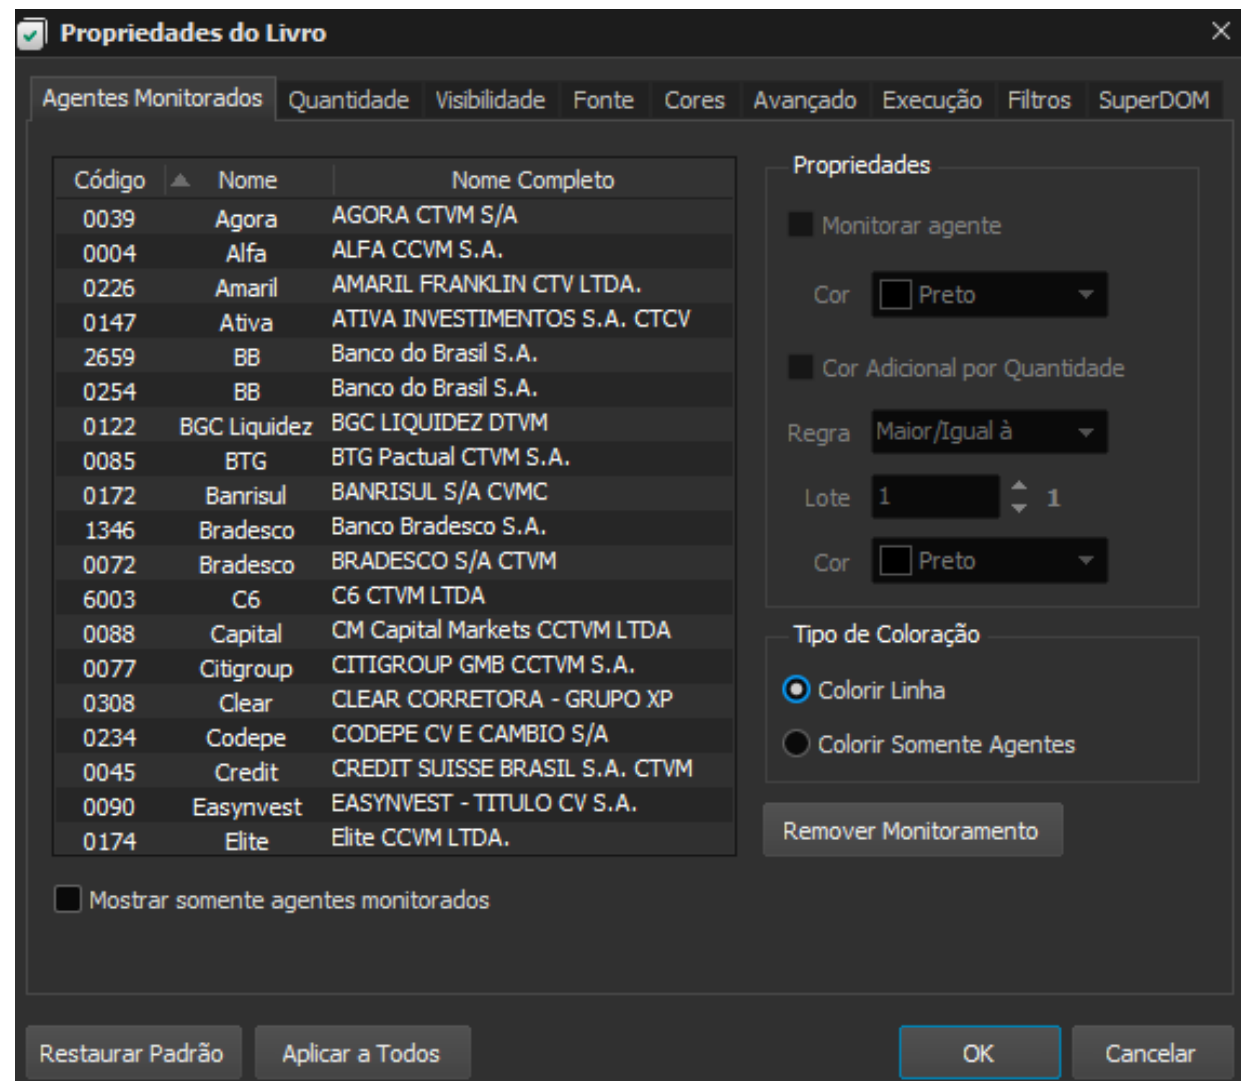 Propriedades do Livro
Agentes Monitorados Quantidade Visibilidade Fonte Cores Avançado Execução Filtros SuperDOM
Código Nome Nome Completo
0039 Agora AGORA CTVM S/A
0004 Alfa ALFA CCVM S.A.
0226 Amaril AMARIL FRANKLIN CTV LTDA.
0147 Ativa ATIVA INVESTIMENTOS S.A. CTCV
2659 BB Banco do Brasil S.A.
0254 BB Banco do Brasil S.A.
0122 BGC Liquidez BGC LIQUIDEZ DTVM
0085 BTG BTG Pactual CTVM S.A.
0172 Banrisul BANRISUL S/A CVMC
1346 Bradesco Banco Bradesco S.A.
0072 Bradesco BRADESCO S/A CTVM
6003 C6 C6 CTVM LTDA
0088 Capital CM Capital Markets CCTVM LTDA
0077 Citigroup CITIGROUP GMB CCTVM S.A.
0308 Clear CLEAR CORRETORA - GRUPO XP
0234 Codepe CODEPE CV E CAMBIO S/A
0045 Credit CREDIT SUISSE BRASIL S.A. CTVM
0090 Easynvest EASYNVEST - TITULO CV S.A.
0174 Elite Elite CCVM LTDA.
Mostrar somente agentes monitorados
Propriedades
Monitorar agente
Cor Preto
Cor Adicional por Quantidade
Regra Maior/Igual à
Lote 1 1
Cor Preto
Tipo de Coloração
Colorir Linha
Colorir Somente Agentes
Remover Monitoramento
Restaurar Padrão Aplicar a Todos OK Cancelar